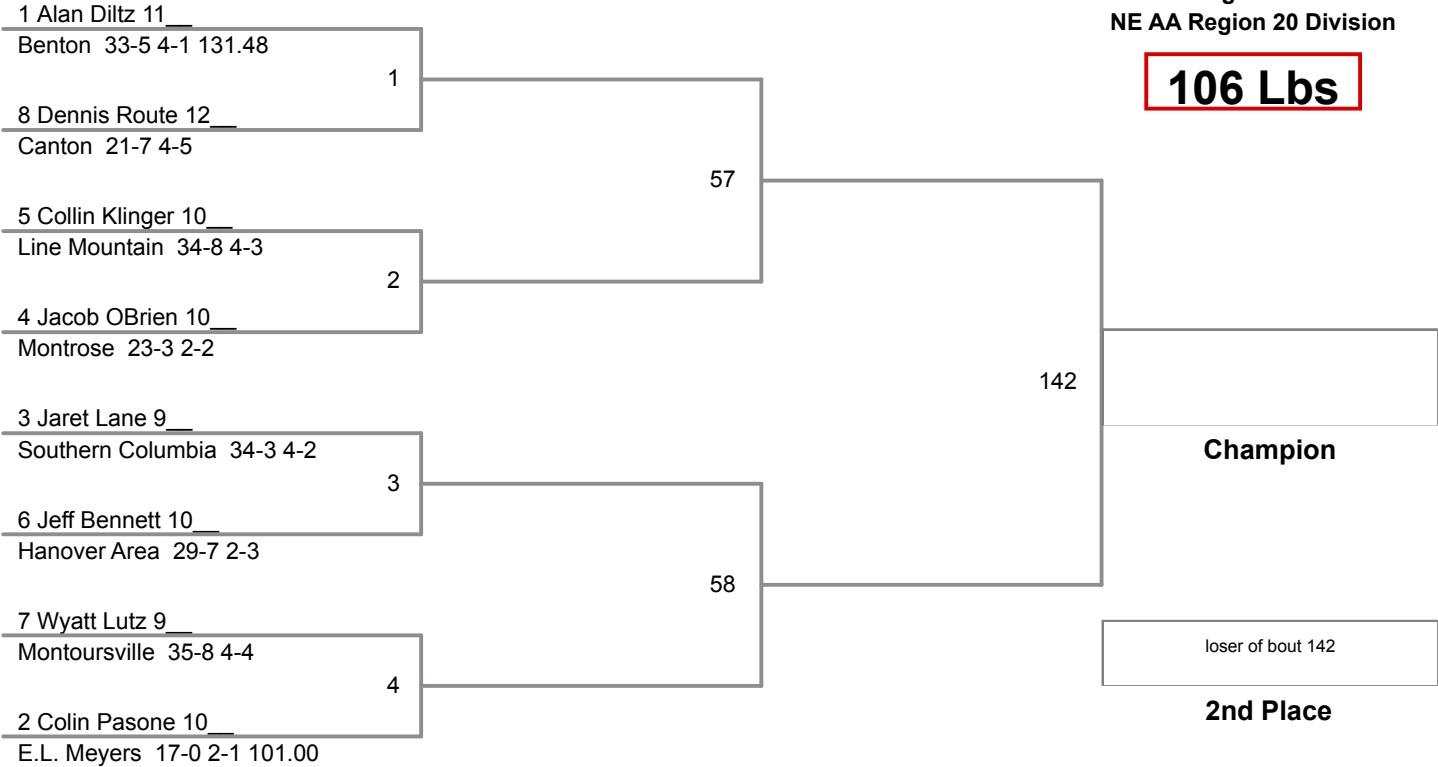 NE AA Region 20 Division
106 Lbs
1 Alan Diltz 11__
Benton 33-5 4-1 131.48
1
8 Dennis Route 12__
Canton 21-7 4-5
57
5 Collin Klinger 10__
Line Mountain 34-8 4-3
2
4 Jacob OBrien 10__
Montrose 23-3 2-2
142
3 Jaret Lane 9__
Southern Columbia 34-3 4-2
Champion
3
6 Jeff Bennett 10__
Hanover Area 29-7 2-3
58
7 Wyatt Lutz 9__
Montoursville 35-8 4-4
loser of bout 142
4
2 Colin Pasone 10__
2nd Place
E.L. Meyers 17-0 2-1 101.00